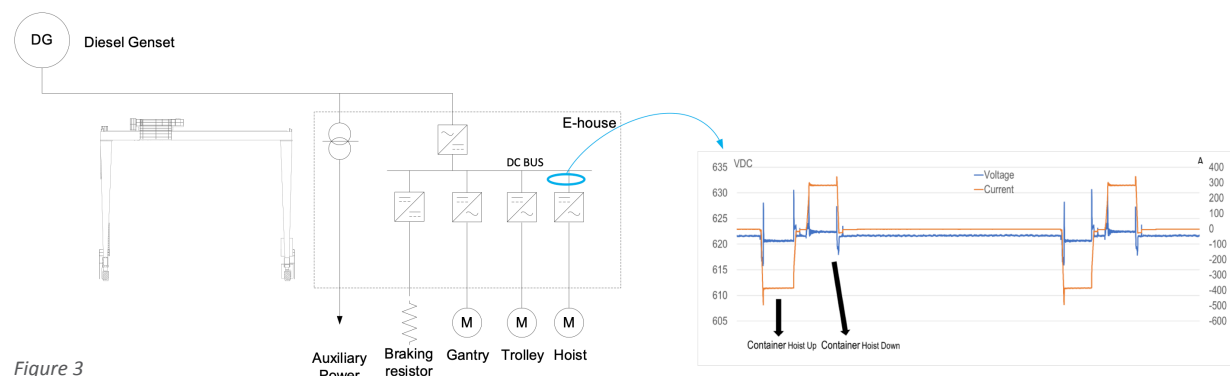 DG
Diesel Genset
E-house
DC BUS
M
M
M
Auxiliary
Power
Braking
resistor
Gantry
Trolley
Hoist
Figure 3
VDC
A
Voltage
Current
635
630
625
620
615
610
605
400
300
200
100
0
-100
-200
-300
-400
-500
-600
Container Hoist Up
Container Hoist Down